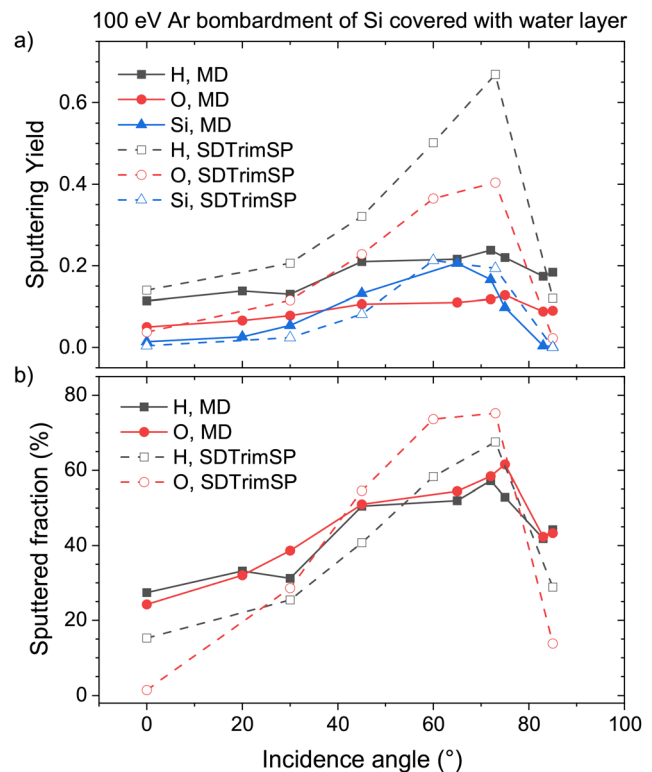 100 eV Ar bombardment of Si covered with water layer
a)
H, MD
O, MD
Si, MD
H, SDTrimSP
O, SDTrimSP
Si, SDTrimSP
0.6
0.4
0.2
0.0
Sputtering Yield
b)
H, MD
O, MD
H, SDTrimSP
O, SDTrimSP
80
60
40
20
0
Sputtered fraction (%)
0 20 40 60 80 100
Incidence angle (°)